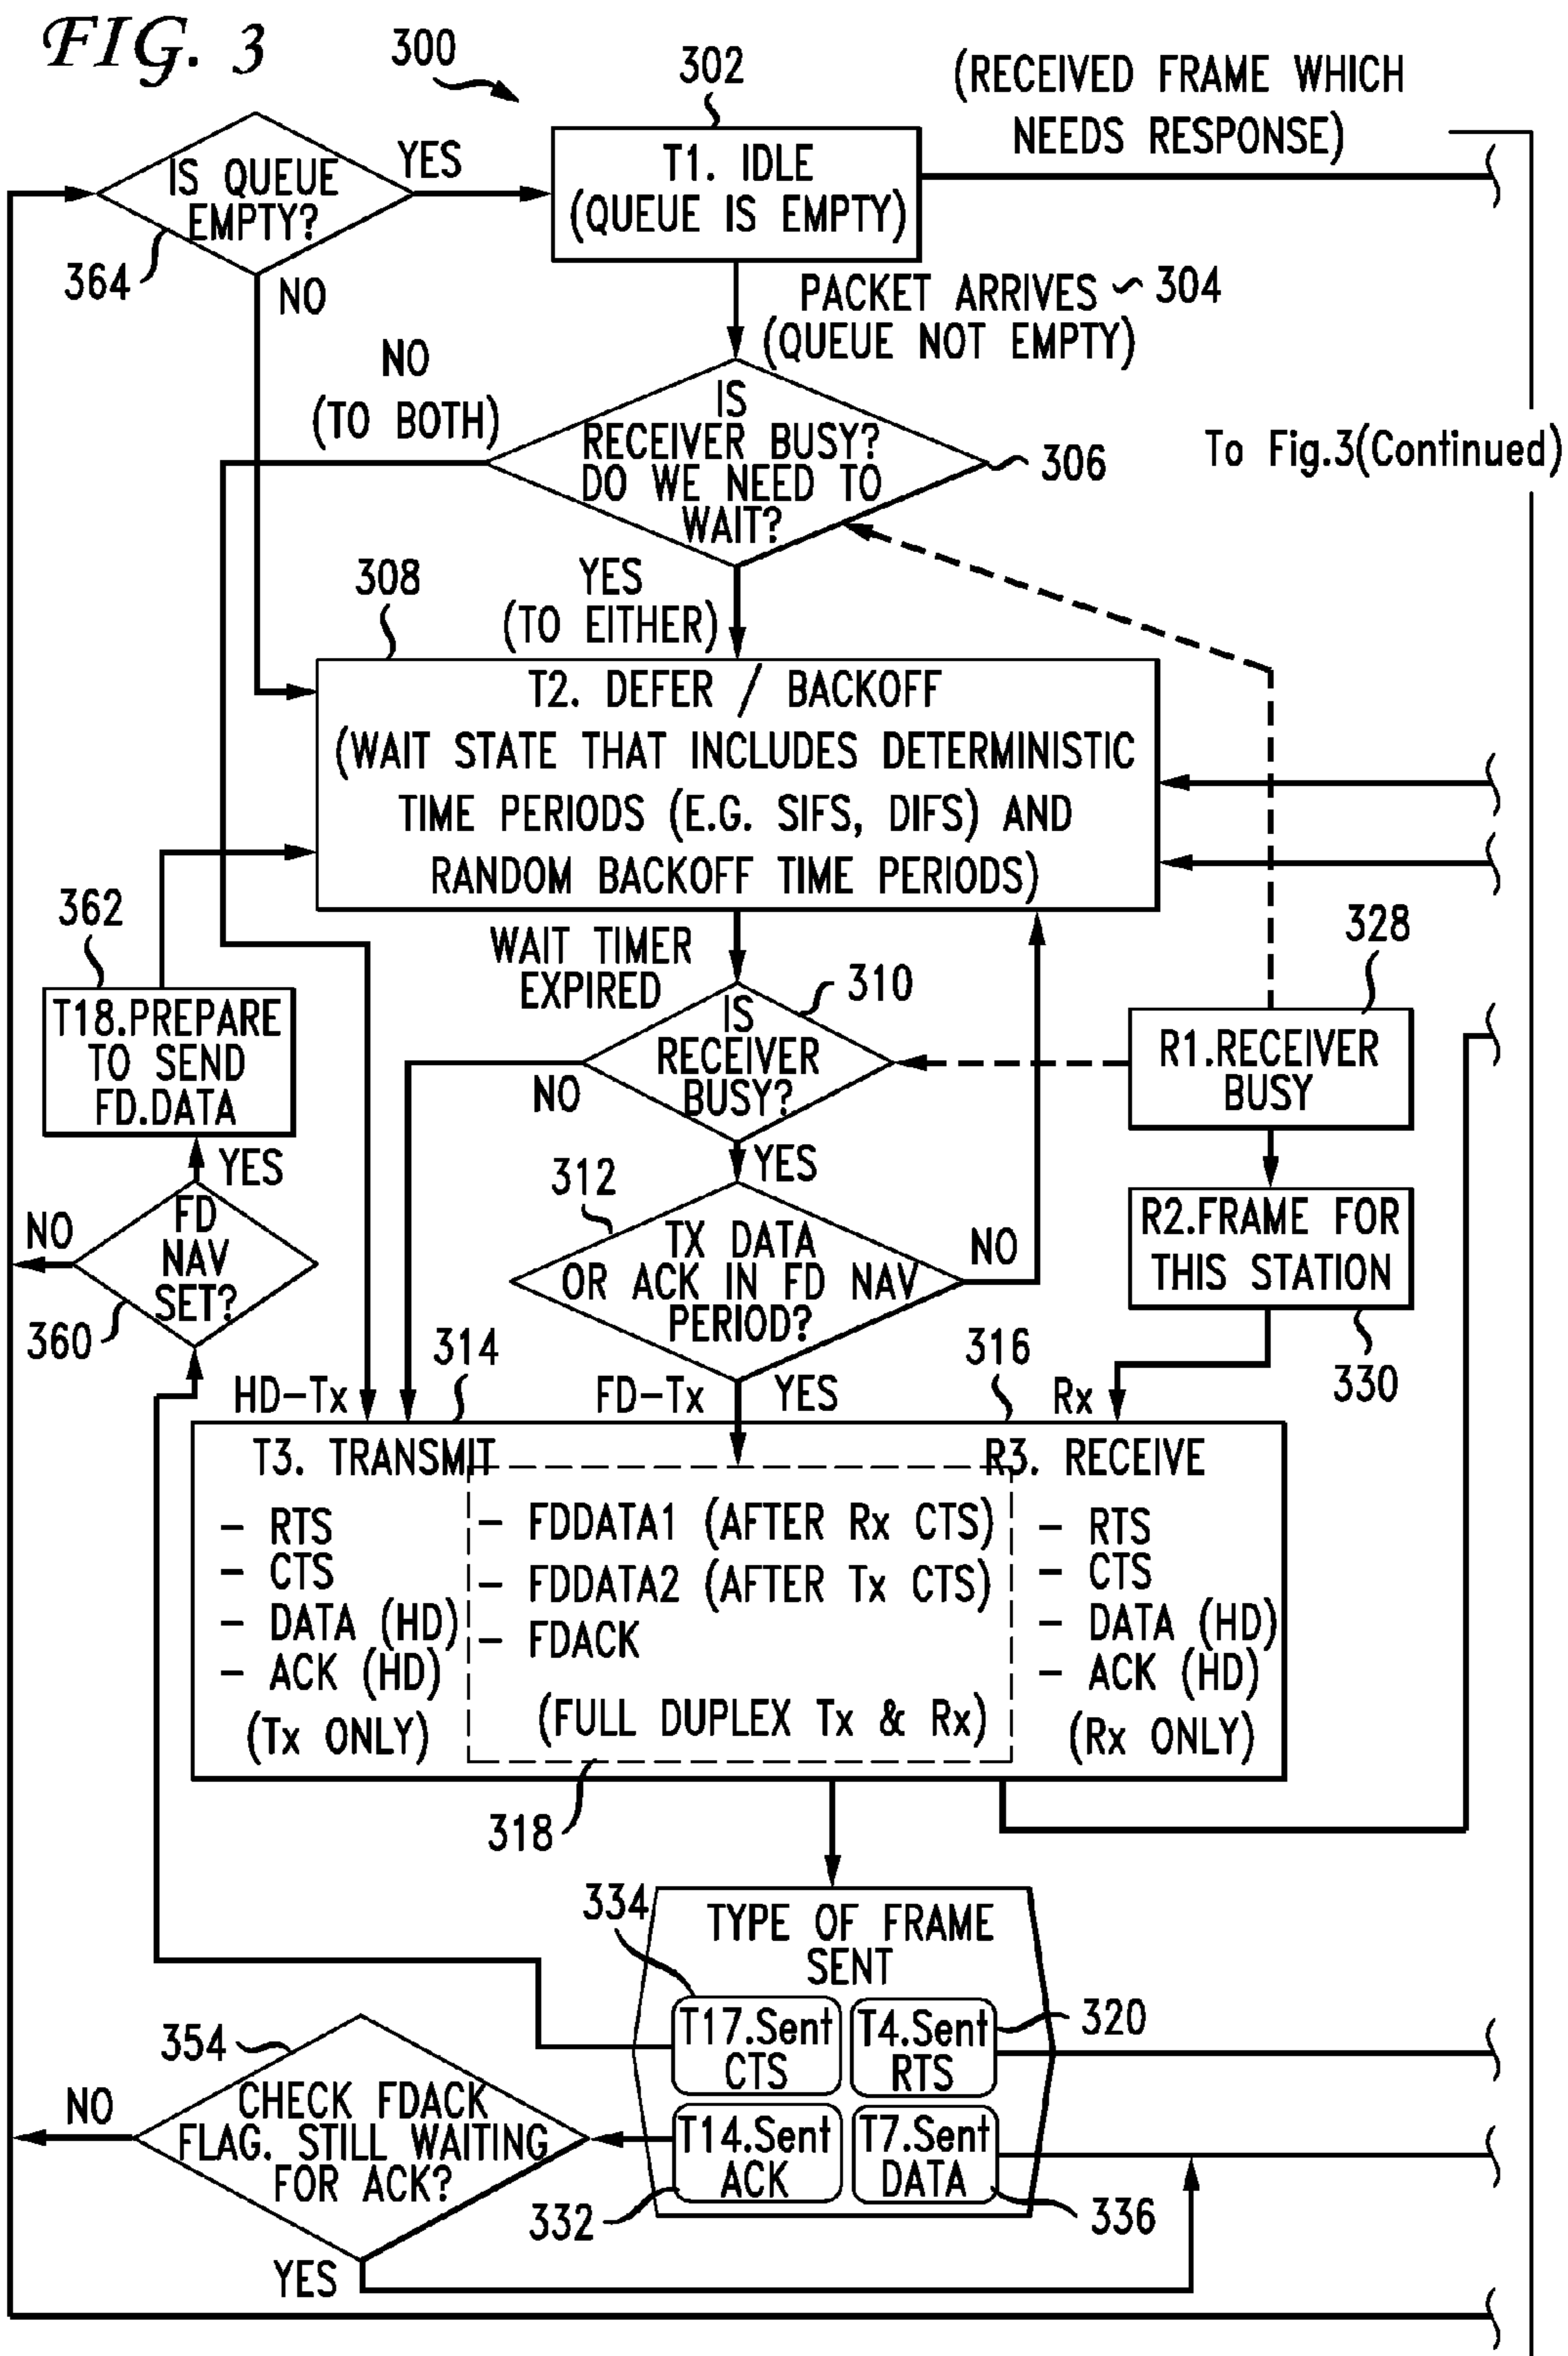 FIG. 3
300
302
(RECEIVED FRAME WHICH
NEEDS RESPONSE)
IS QUEUE
EMPTY?
YES
364
NO
T1. IDLE
(QUEUE IS EMPTY)
PACKET ARRIVES
304
(QUEUE NOT EMPTY)
NO
(TO BOTH)
IS
RECEIVER BUSY?
DO WE NEED TO
WAIT?
306
To Fig.3(Continued)
308
YES
(TO EITHER)
T2. DEFER / BACKOFF
(WAIT STATE THAT INCLUDES DETERMINISTIC
TIME PERIODS (E.G. SIFS, DIFS) AND
RANDOM BACKOFF TIME PERIODS)
362
WAIT TIMER
EXPIRED
310
328
T18.PREPARE
TO SEND
FD.DATA
IS
RECEIVER
BUSY?
NO
YES
R1.RECEIVER
BUSY
YES
312
NO
FD
NAV
SET?
360
TX DATA
OR ACK IN FD NAV
PERIOD?
NO
R2.FRAME FOR
THIS STATION
330
314
316
HD-Tx
FD-Tx
YES
Rx
T3. TRANSMIT
- RTS
- CTS
- DATA (HD)
- ACK (HD)
(Tx ONLY)
- FDDATA1 (AFTER Rx CTS)
- FDDATA2 (AFTER Tx CTS)
- FDACK
(FULL DUPLEX Tx & Rx)
R3. RECEIVE
- RTS
- CTS
- DATA (HD)
- ACK (HD)
(Rx ONLY)
318
334
TYPE OF FRAME
SENT
T17.Sent
CTS
T4.Sent
RTS
320
354
CHECK FDACK
FLAG. STILL WAITING
FOR ACK?
NO
T14.Sent
ACK
T7.Sent
DATA
332
336
YES